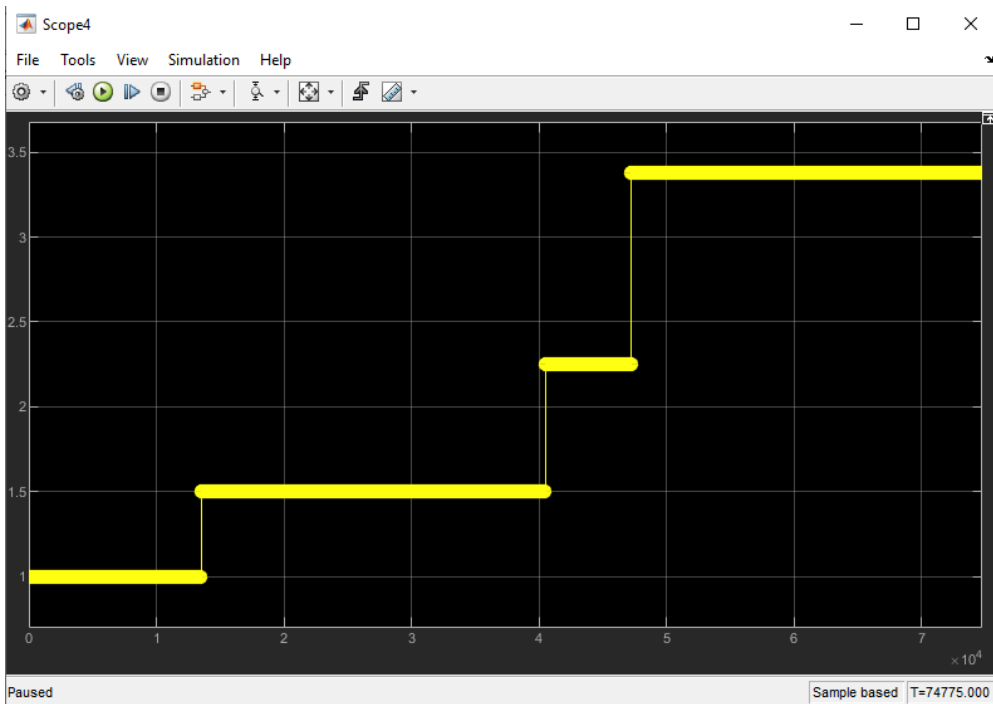 Scope4
File Tools View Simulation Help
3.5
3
2.5
2
1.5
1
0 1 2 3 4 5 6 7
×10⁴
Paused Sample based T=74775.000